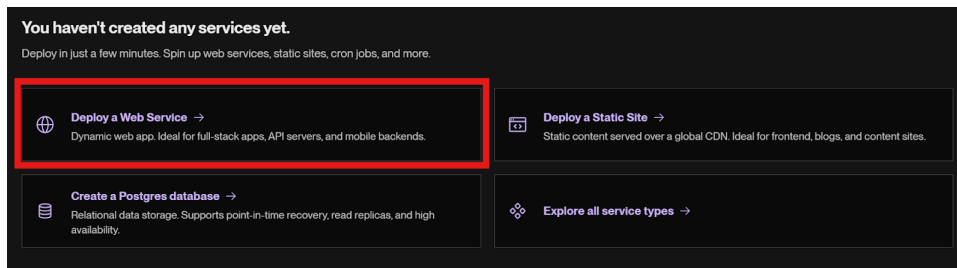 You haven't created any services yet.
Deploy in just a few minutes. Spin up web services, static sites, cron jobs, and more.
Deploy a Web Service →
Dynamic web app. Ideal for full-stack apps, API servers, and mobile backends.
Deploy a Static Site →
Static content served over a global CDN. Ideal for frontend, blogs, and content sites.
Create a Postgres database →
Relational data storage. Supports point-in-time recovery, read replicas, and high
availability.
Explore all service types →